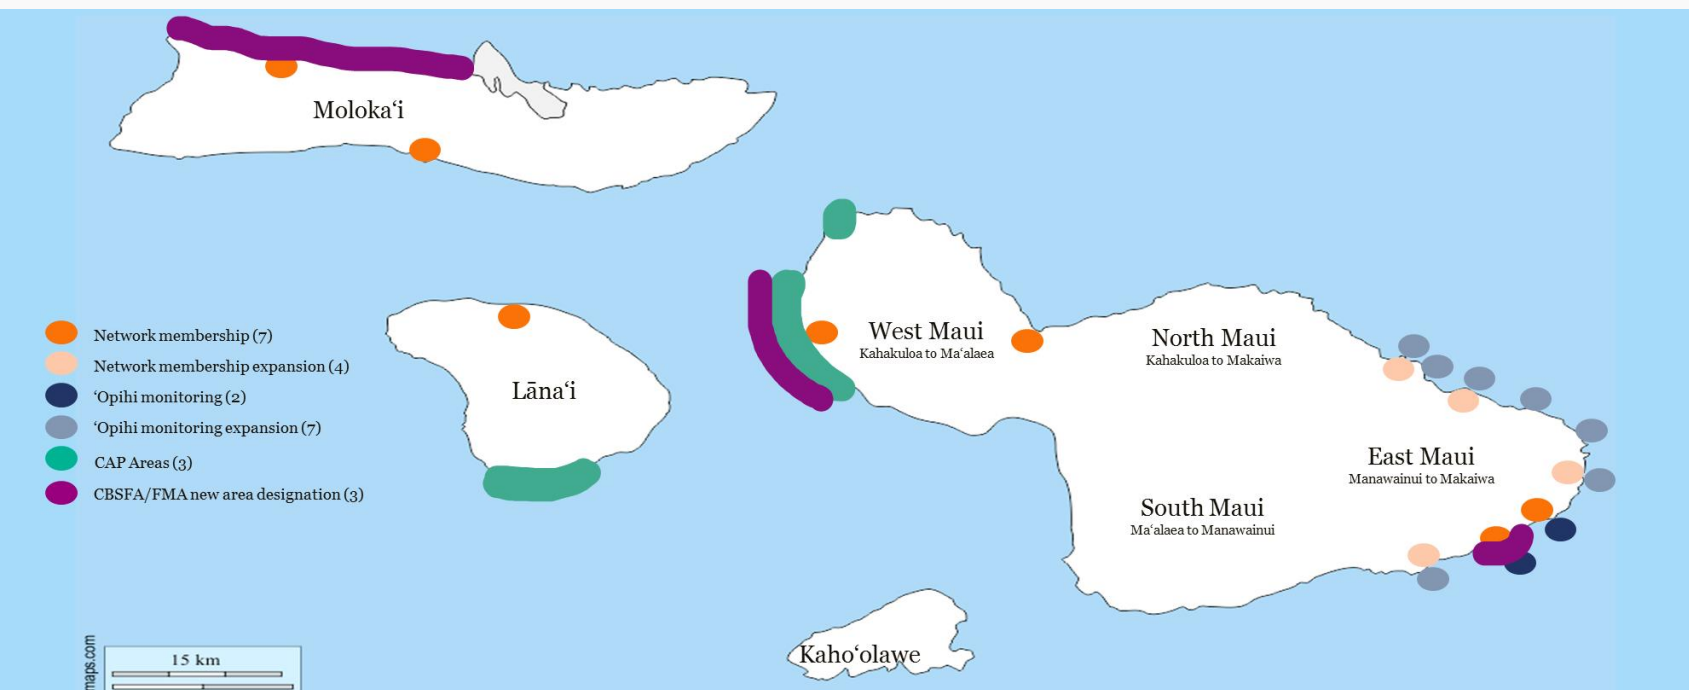 Molokaʻi
West Maui
Kahakuloa to Maʻalaea
North Maui
Kahakuloa to Makaiwa
Network membership (7)
Network membership expansion (4)
ʻOpihi monitoring (2)
ʻOpihi monitoring expansion (7)
CAP Areas (3)
CBSFA/FMA new area designation (3)
Lānaʻi
East Maui
Manawainui to Makaiwa
South Maui
Maʻalaea to Manawainui
Kahoʻolawe
maps.com
15 km